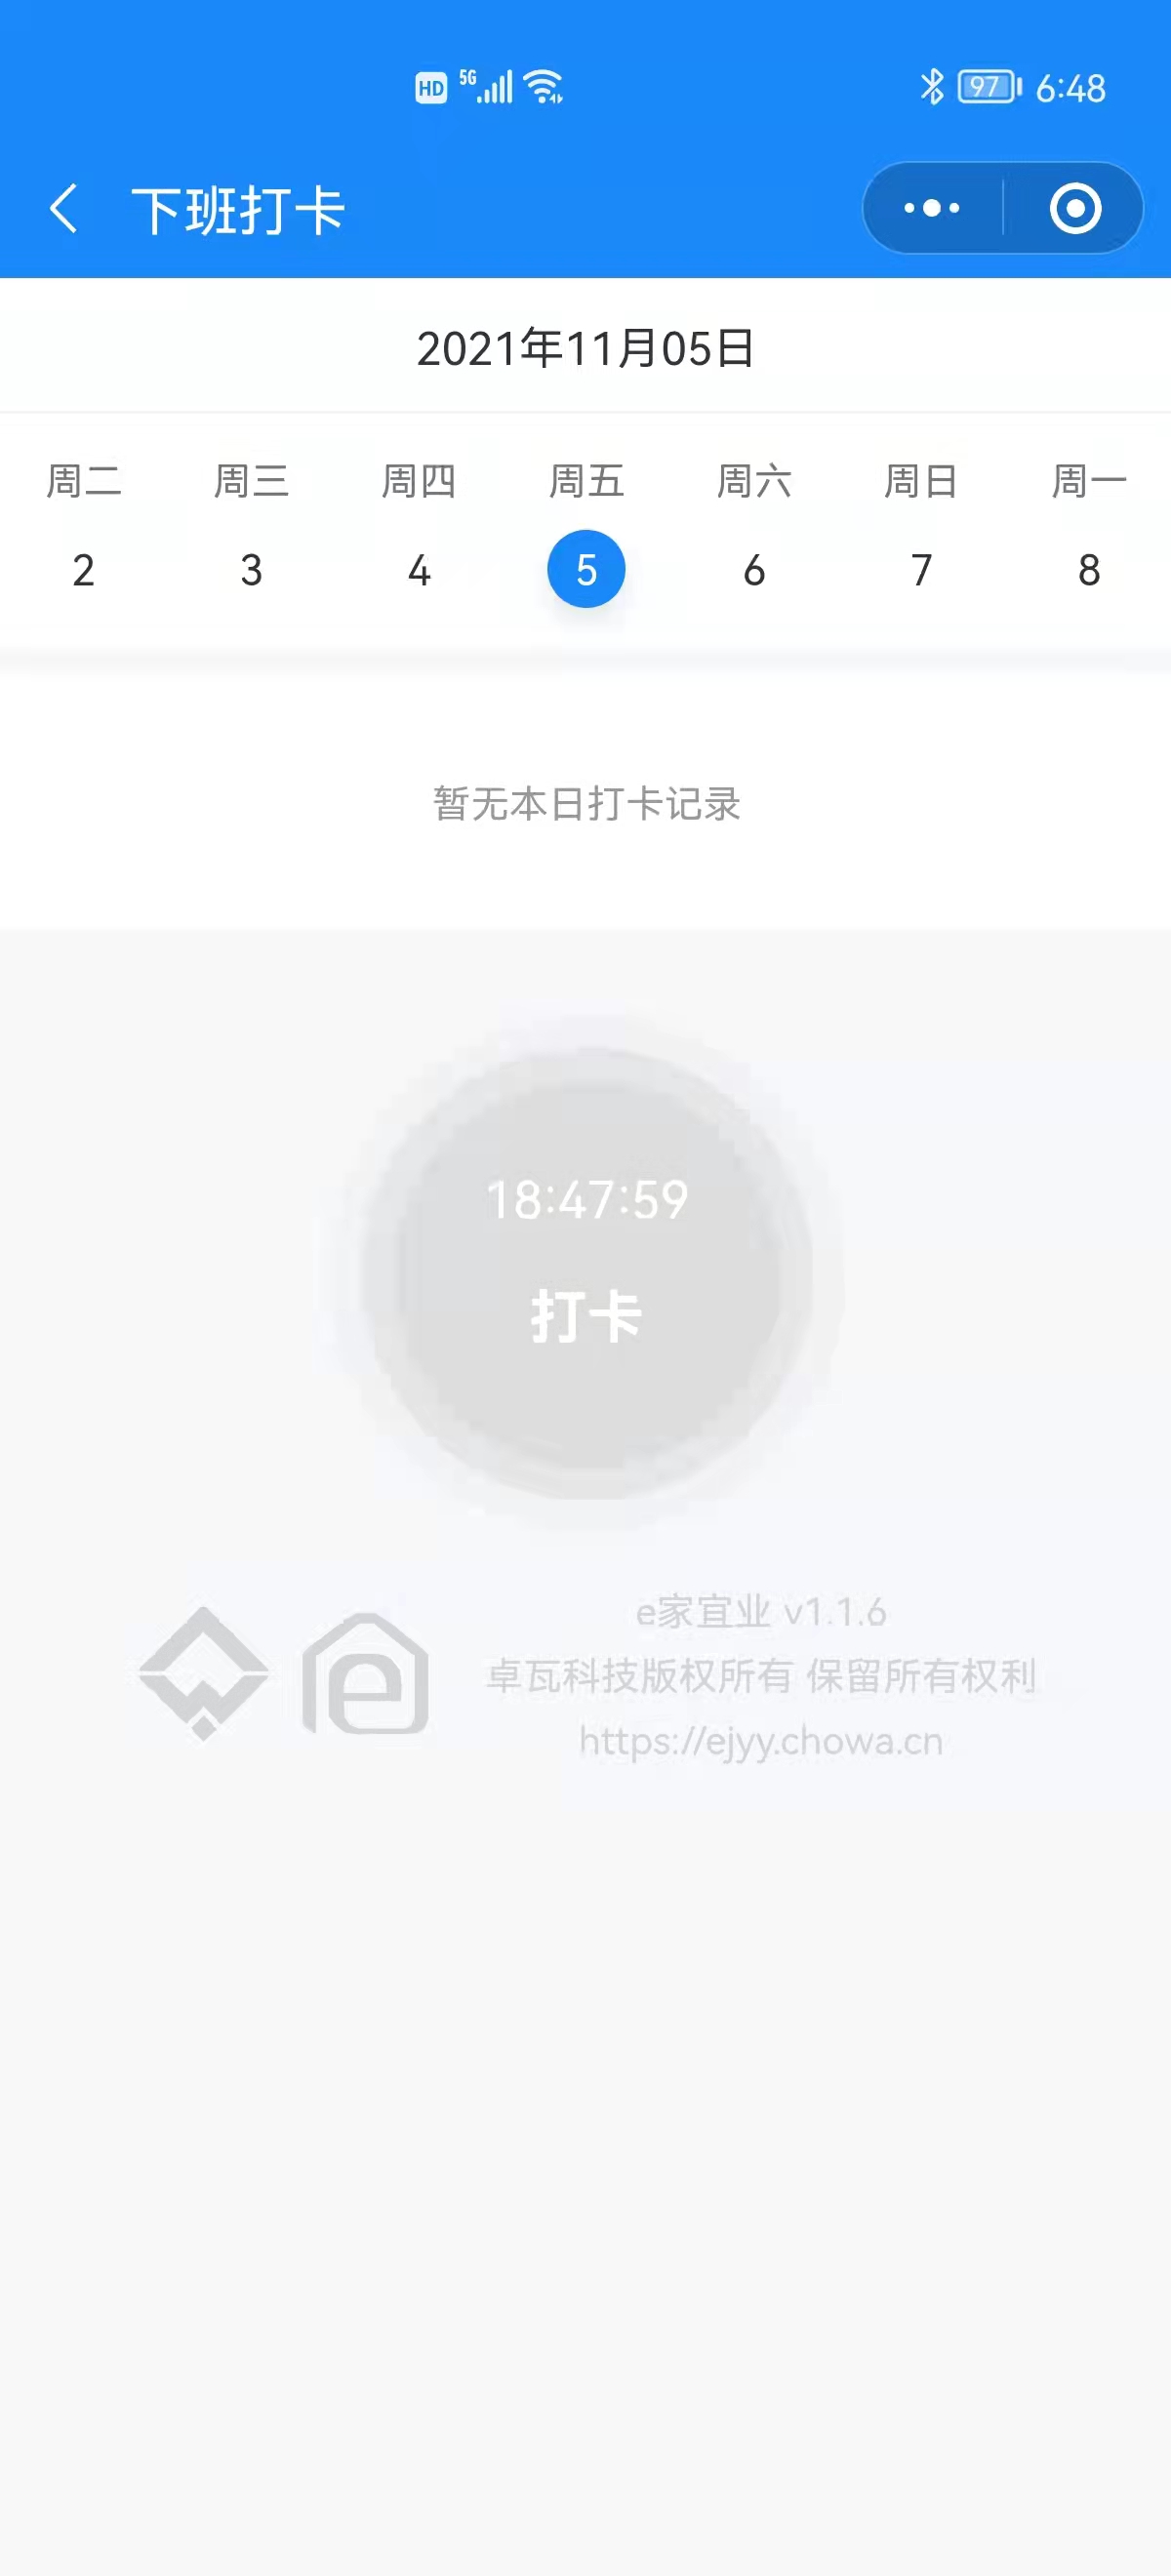 HD 5G 97 6:48
下班打卡
2021年11月05日
周二 周三 周四 周五 周六 周日 周一
2 3 4 5 6 7 8
暂无本日打卡记录
18:47:59
打卡
e家宜业 v1.1.6
卓瓦科技版权所有 保留所有权利
https://ejyy.chowa.cn